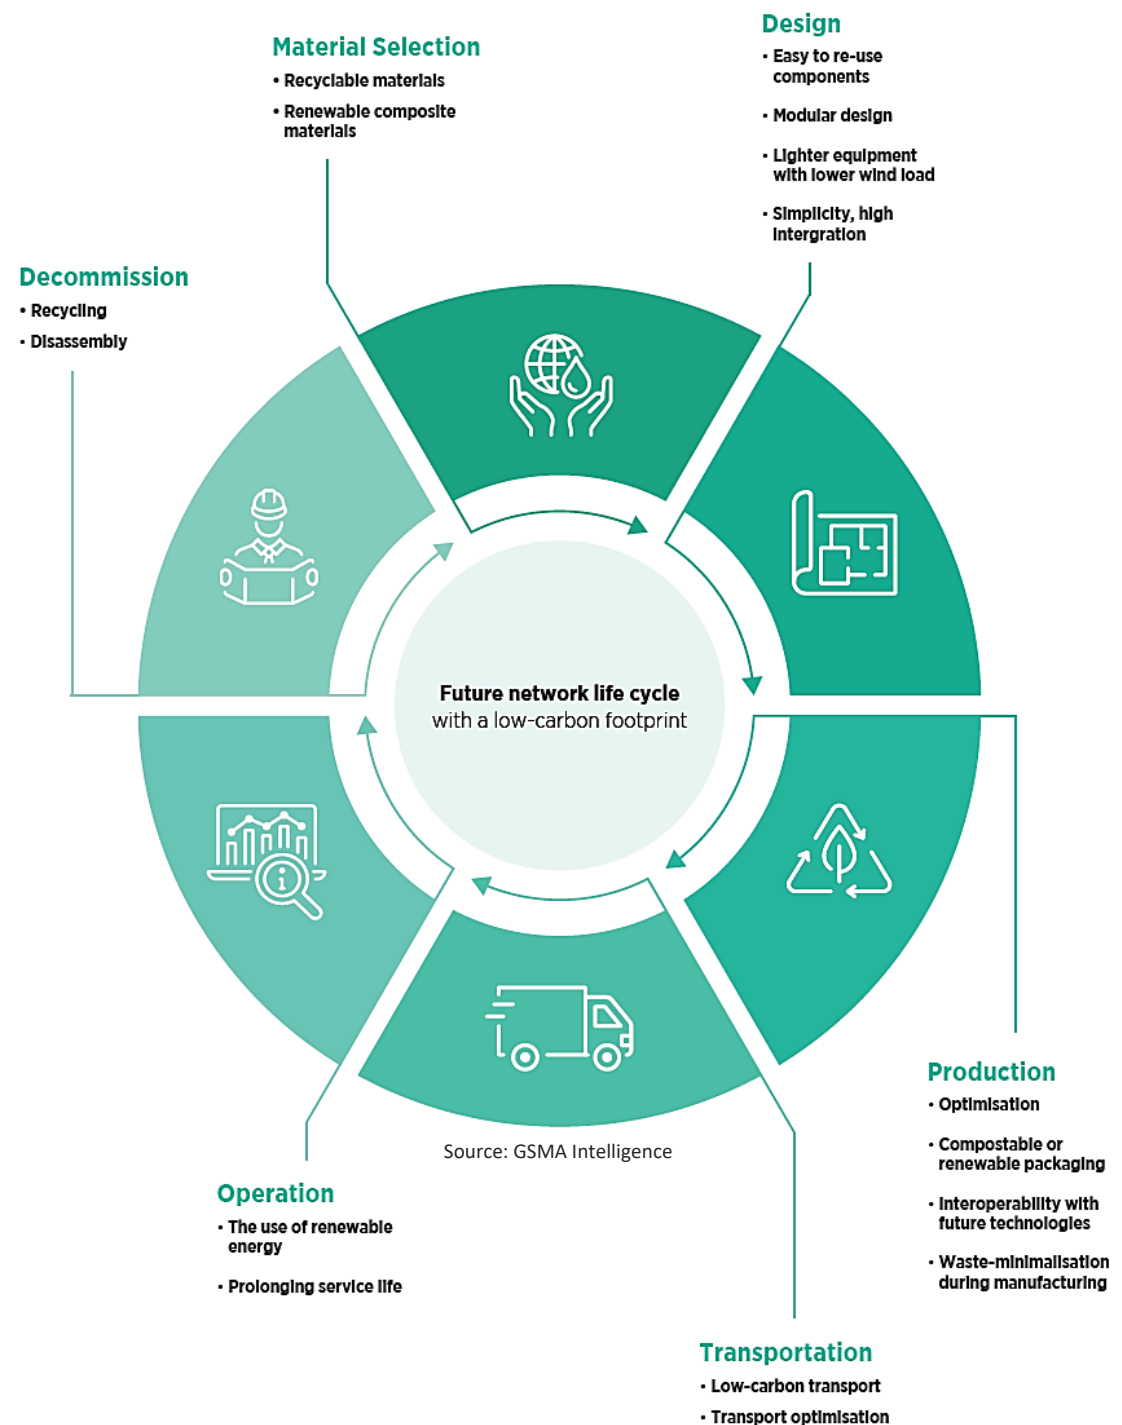 Design
• Easy to re-use
components
• Modular design
• Lighter equipment
with lower wind load
• Simplicity, high
intergration
Material Selection
• Recyclable materials
• Renewable composite
materials
Decommission
• Recycling
• Disassembly
Future network life cycle
with a low-carbon footprint
Production
• Optimisation
• Compostable or
renewable packaging
• Interoperability with
future technologies
• Waste-minimalisation
during manufacturing
Source: GSMA Intelligence
Operation
• The use of renewable
energy
• Prolonging service life
Transportation
• Low-carbon transport
• Transport optimisation